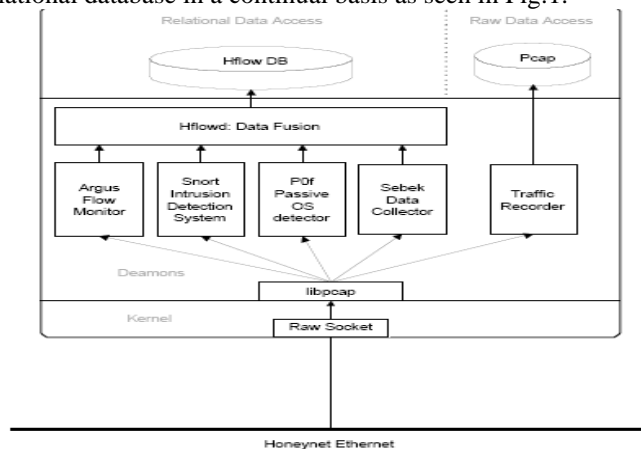 database in a continual basis as seen in Fig.1.
Relational Data Access
Raw Data Access
Hflow DB
Pcap
Hflowd: Data Fusion
Argus
Flow
Monitor
Snort
Intrusion
Detection
System
P0f
Passive
OS
detector
Sebek
Data
Collector
Traffic
Recorder
Deamons
libpcap
Kernel
Raw Socket
Honeynet Ethernet